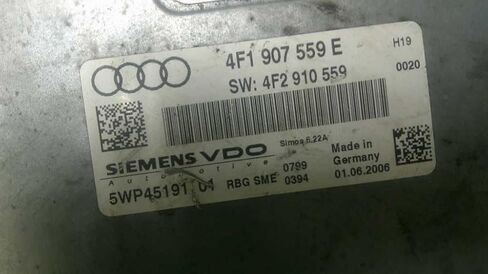 4F1 907 559 E
H19
SW: 4F2 910 559
0020
SIEMENS VDO
Automotive
Simos 6.22A
5WP45191 01
RBG SME
0799
0394
Made in
Germany
01.06.2006